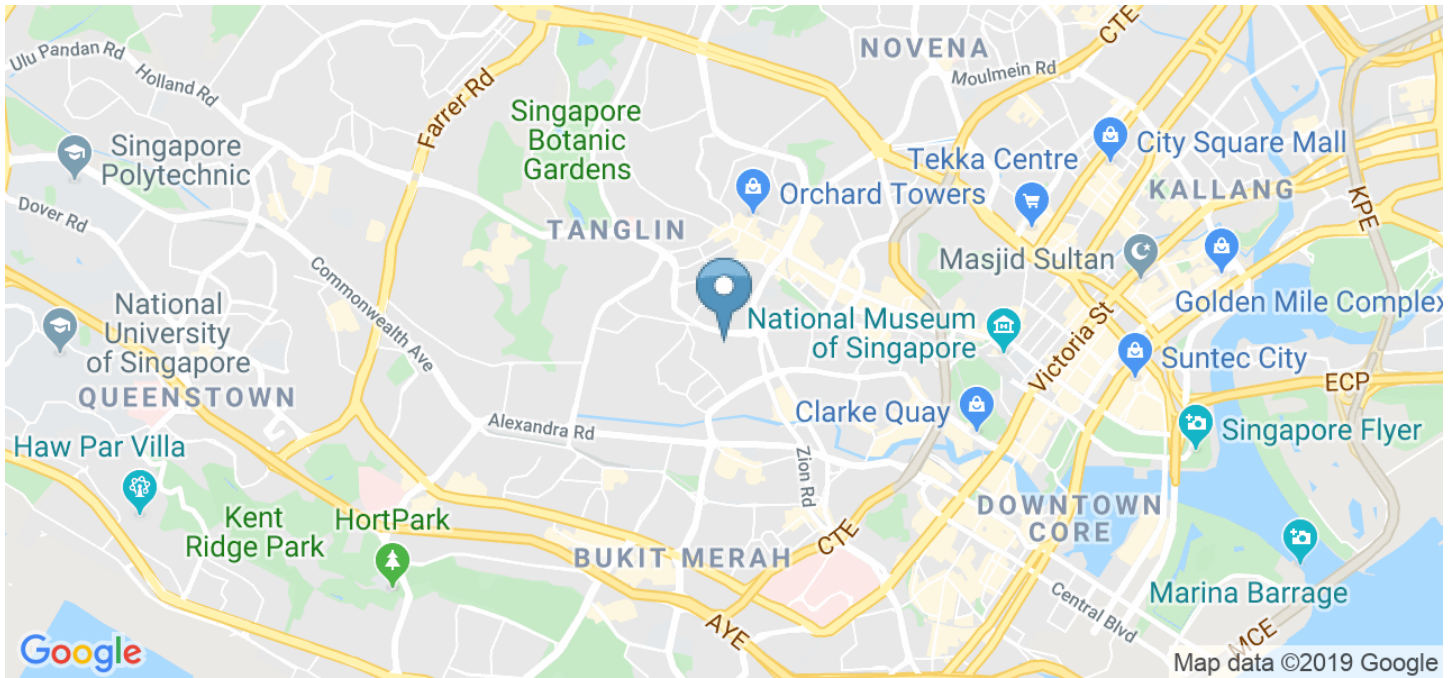 Ulu Pandan Rd
Holland Rd
Farrer Rd
NOVENA
CTE
Moulmein Rd
Singapore
Botanic
Gardens
Singapore
Polytechnic
Tekka Centre
City Square Mall
Orchard Towers
KALLANG
KPE
Dover Rd
TANGLIN
Masjid Sultan
Commonwealth Ave
National
University
of Singapore
Golden Mile Complex
National Museum
of Singapore
Victoria St
Suntec City
ECP
QUEENSTOWN
Clarke Quay
Alexandra Rd
Singapore Flyer
Haw Par Villa
Zion Rd
DOWNTOWN
CORE
Kent
Ridge Park
HortPark
CTE
BUKIT MERAH
Marina Barrage
Central Blvd
AYE
MCE
Google
Map data ©2019 Google